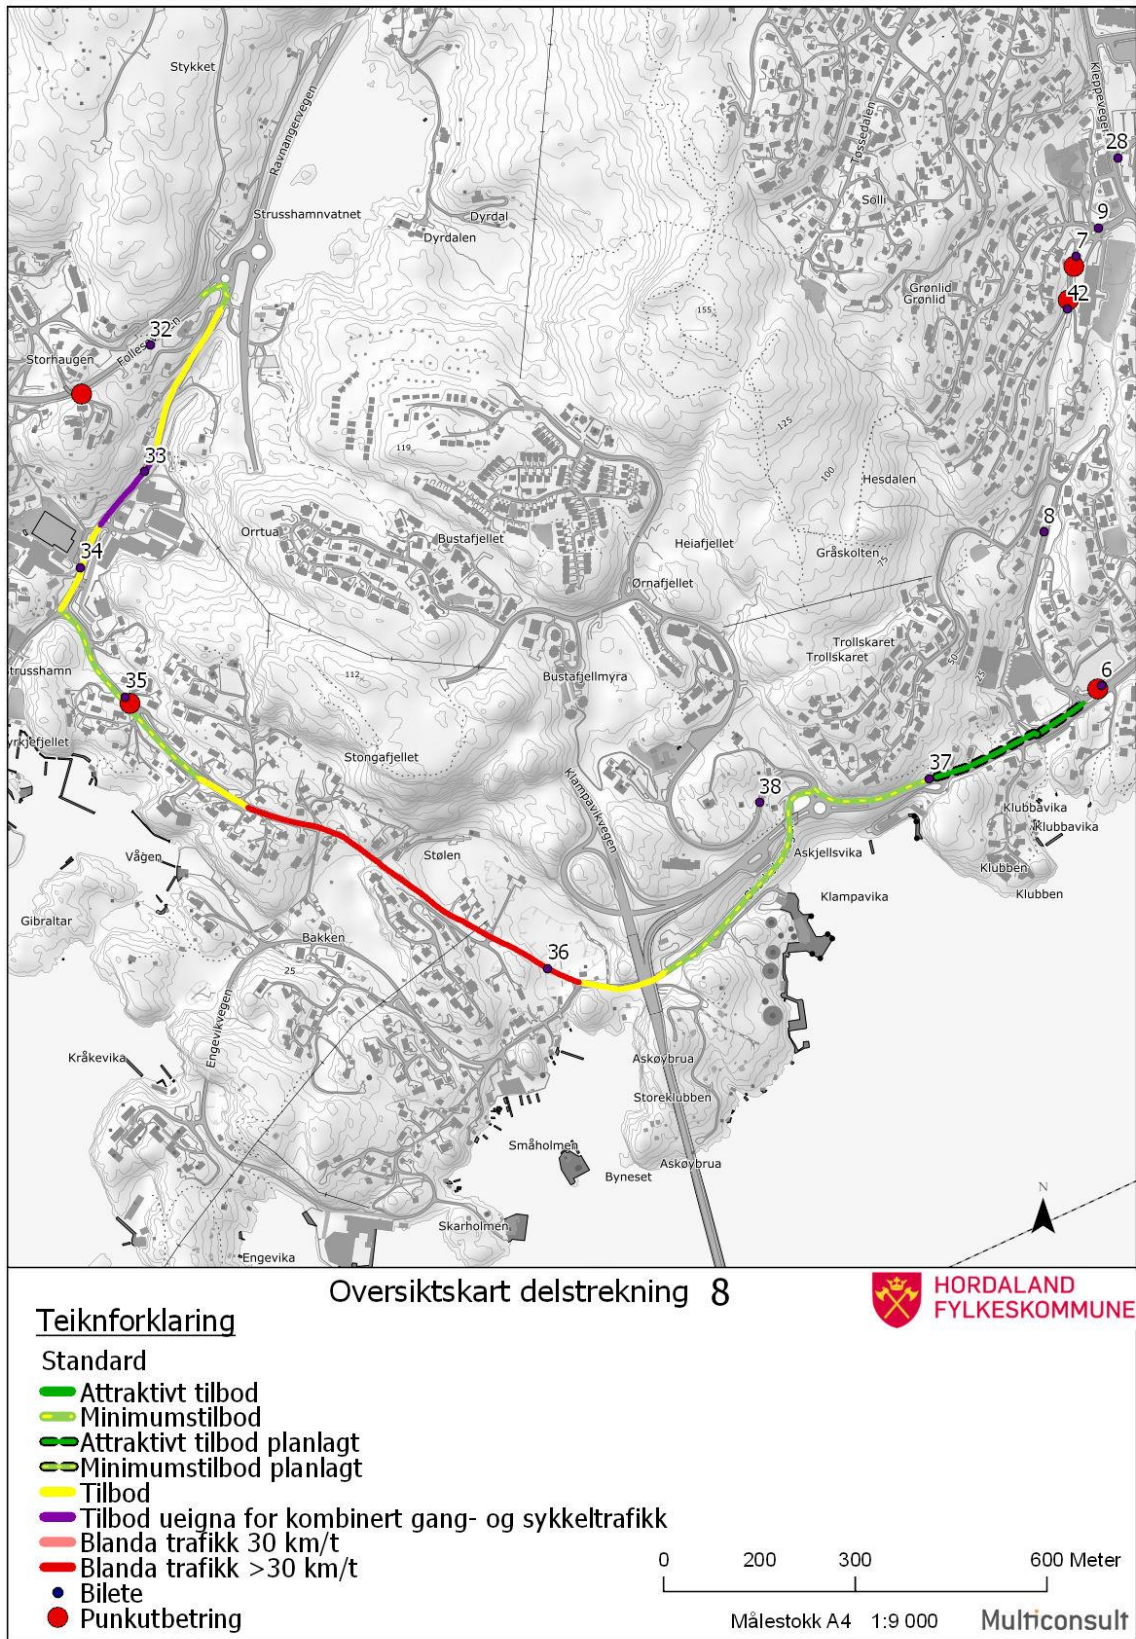 Stykket
Ravnangervegen
Kleppevegen
Tøssedalen
28
Strusshamnvatnet
Dyrdal
Solli
9
Dyrdalen
7
Grønlid
Grønlid
42
155
32
Storhaugen
125
119
33
100
Hesdalen
Orrtua
Bustafjellet
Heiafjellet
8
34
Gråskolten
75
Ørnafjellet
Trollskaret
Trollskaret
50
trusshamn
112
Bustafjellmyra
25
6
35
yrkjefjellet
Stongafjellet
37
38
Klampavikvegen
Klubbavika
Klubbavika
Vågen
Stølen
Askjellsvika
Klubben
Klampavika
Klubben
Gibraltar
Bakken
36
25
Engevikvegen
Kråkevika
Askøybrua
Storeklubben
Småholmen
Askøybrua
Byneset
N
Skarholmen
Engevika
Oversiktskart delstrekning 8
HORDALAND
FYLKESKOMMUNE
Teiknforklaring
Standard
Attraktivt tilbod
Minimumstilbod
Attraktivt tilbod planlagt
Minimumstilbod planlagt
Tilbod
Tilbod ueigna for kombinert gang- og sykkeltrafikk
Blanda trafikk 30 km/t
Blanda trafikk >30 km/t
Bilete
Punkutbetring
0 200 300 600 Meter
Målestokk A4 1:9 000
Multiconsult